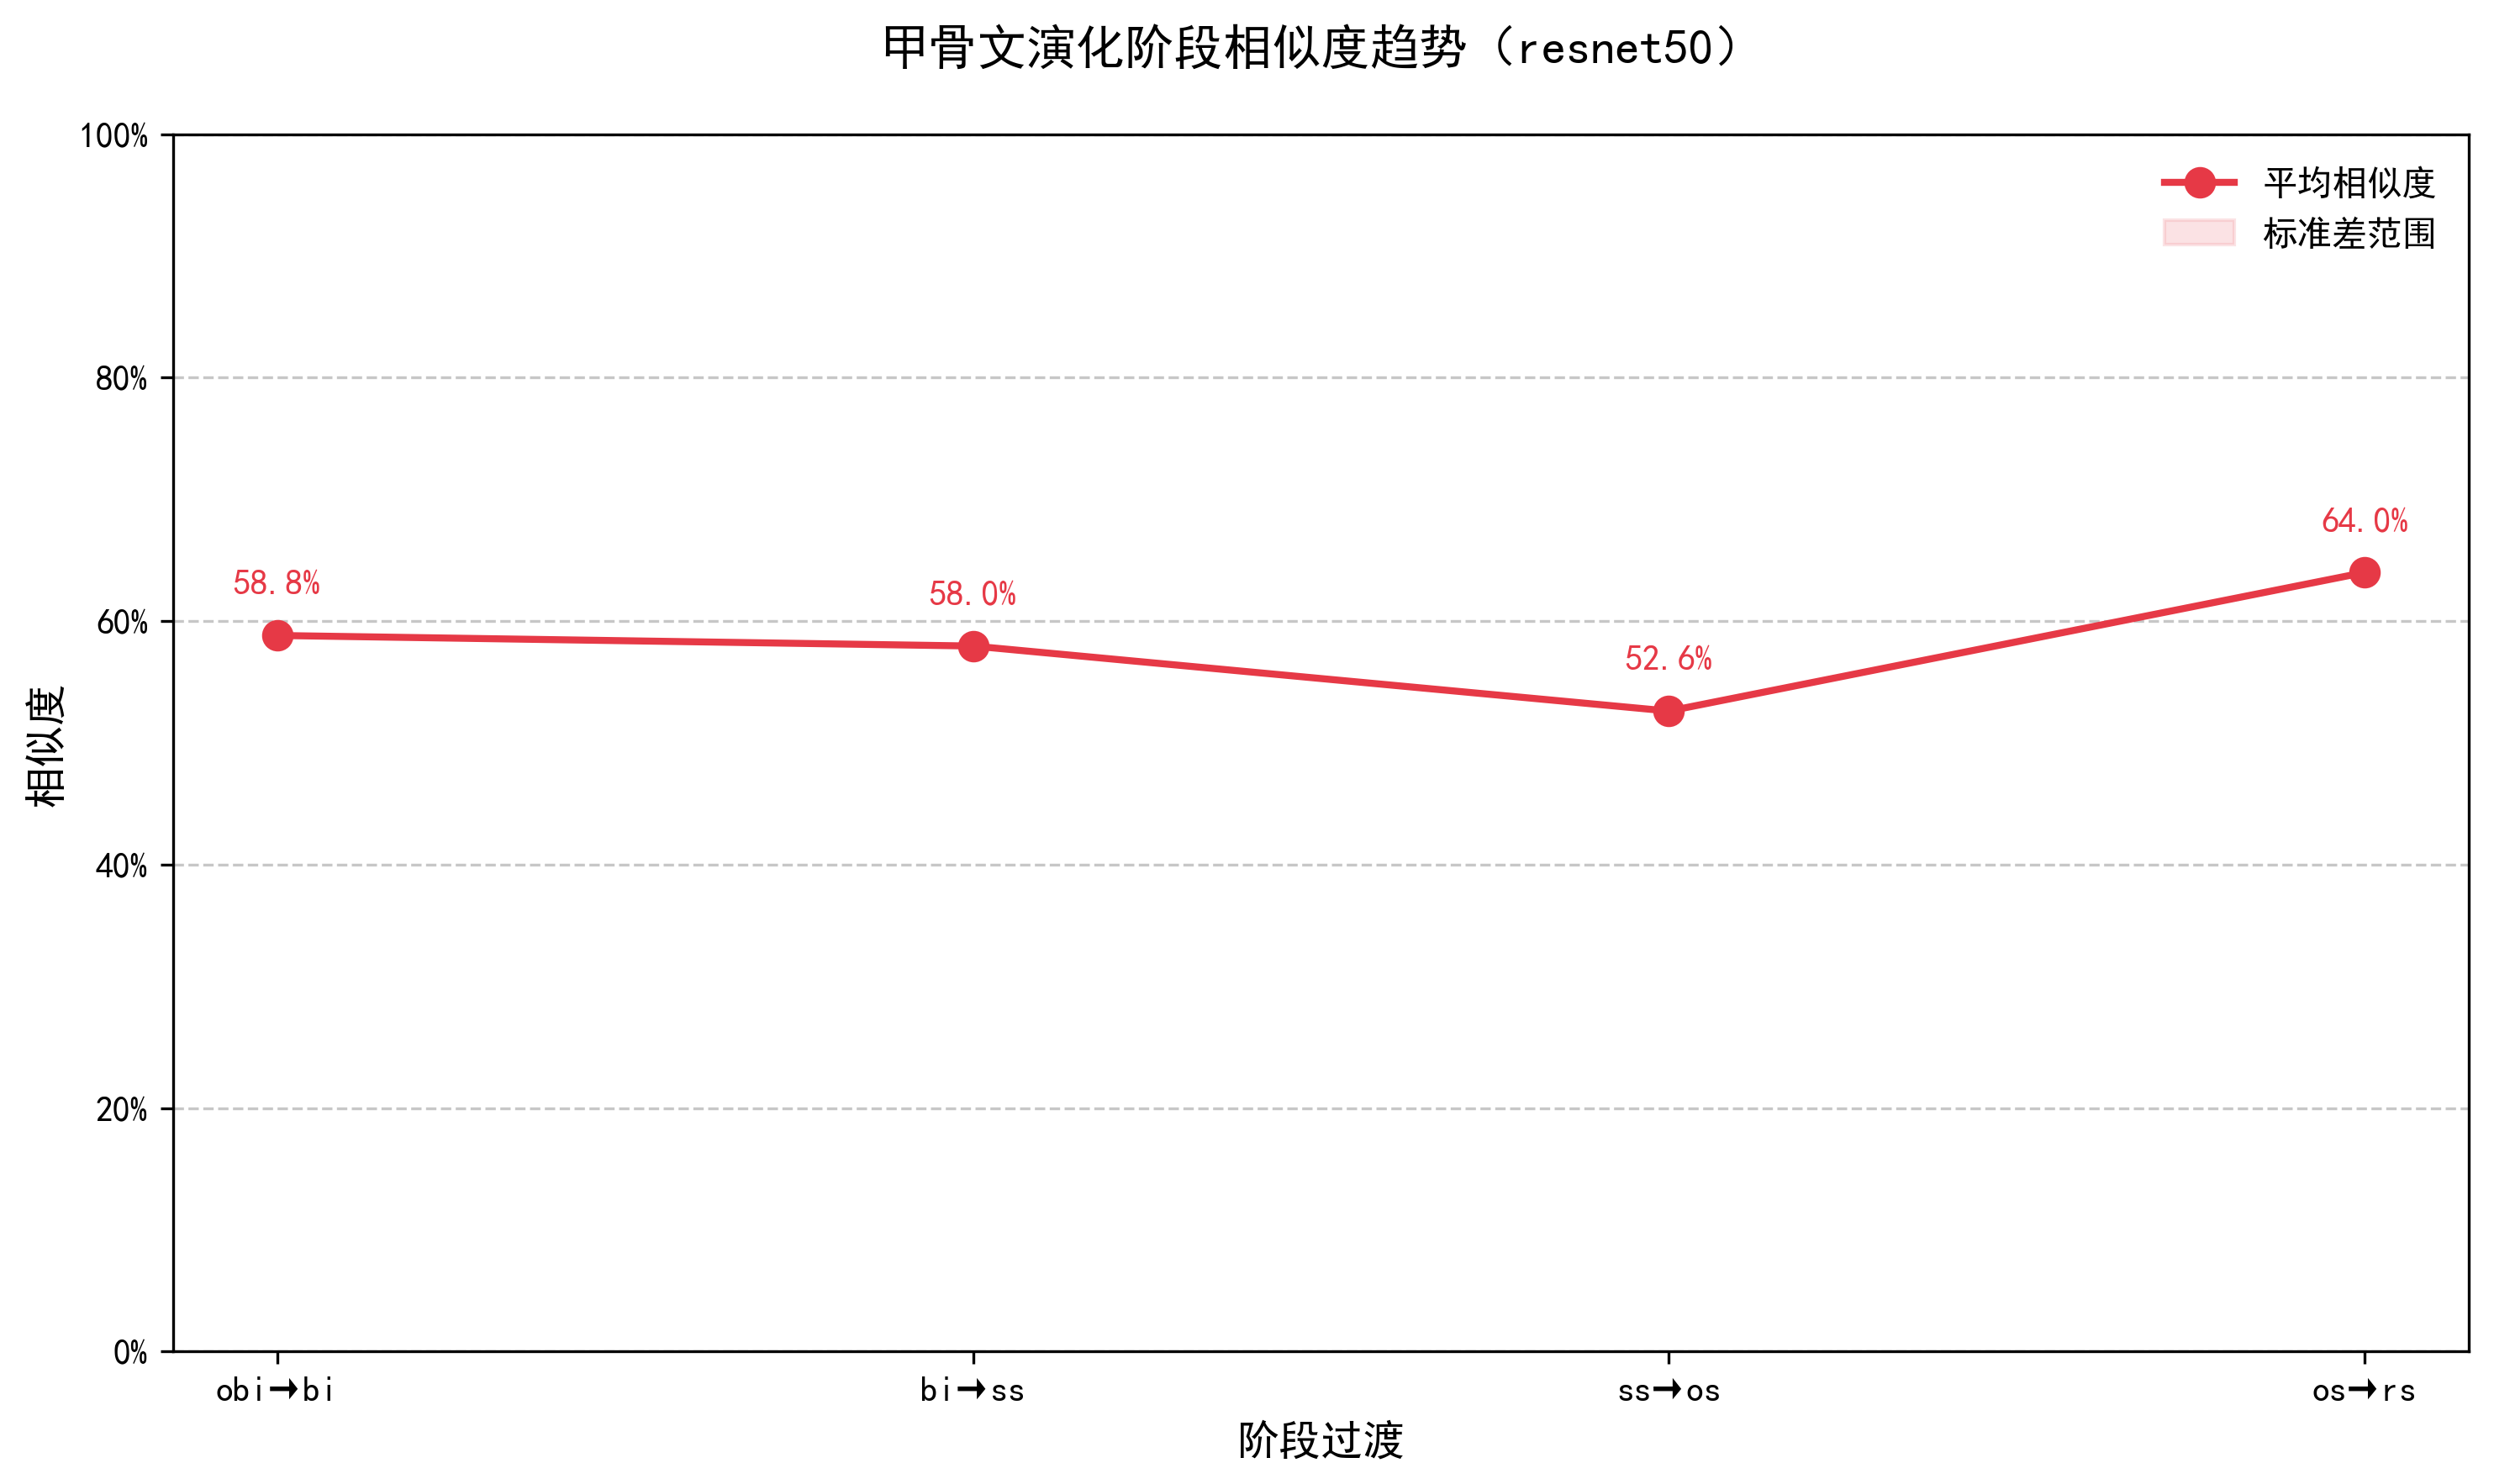 甲骨文演化阶段相似度趋势（resnet50）
100%
80%
60%
40%
20%
0%
相似度
平均相似度
标准差范围
58.8%
58.0%
52.6%
64.0%
obi→bi
bi→ss
ss→os
os→rs
阶段过渡